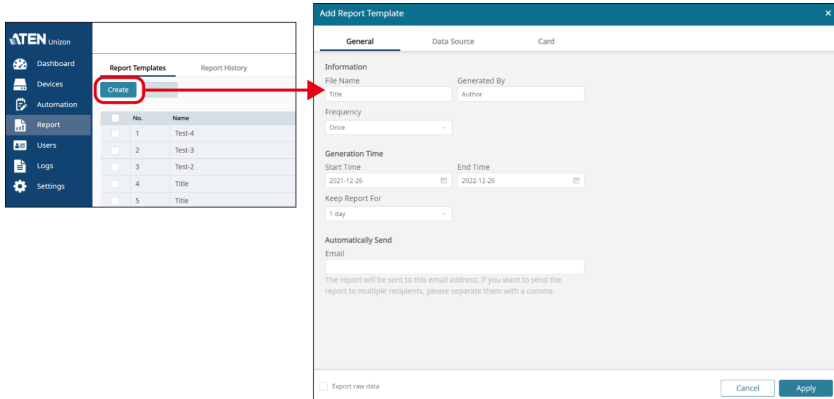 ATEN Unizon
Dashboard
Devices
Automation
Report
Users
Logs
Settings
Report Templates Report History
Create
No. Name
1 Test-4
2 Test-3
3 Test-2
4 Title
5 Title
Add Report Template ×
General Data Source Card
Information
File Name Generated By
Title Author
Frequency
Once
Generation Time
Start Time End Time
2021-12-26 2022-12-26
Keep Report For
1 day
Automatically Send
Email
The report will be sent to this email address. If you want to send the
report to multiple recipients, please separate them with a comma.
Export raw data
Cancel Apply